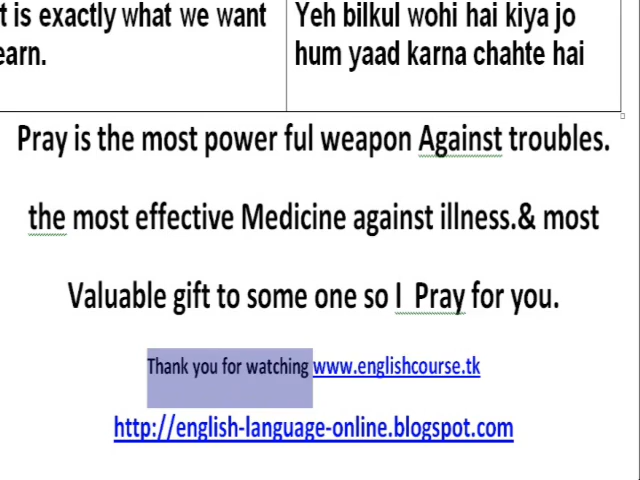 t is exactly what we want
earn.
Yeh bilkul wohi hai kiya jo
hum yaad karna chahte hai
Pray is the most power ful weapon Against troubles.
the most effective Medicine against illness.& most
Valuable gift to some one so I  Pray for you.
Thank you for watching www.englishcourse.tk
http://english-language-online.blogspot.com